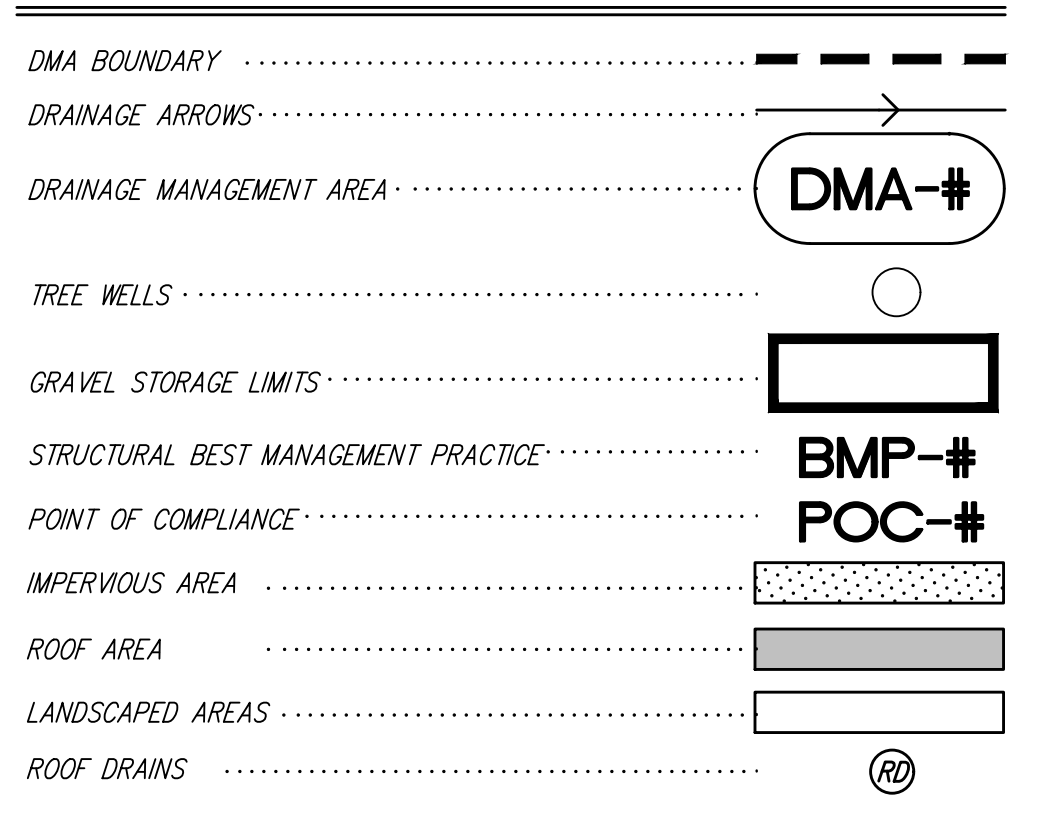 DMA BOUNDARY
DRAINAGE ARROWS
DRAINAGE MANAGEMENT AREA DMA-#
TREE WELLS
GRAVEL STORAGE LIMITS
STRUCTURAL BEST MANAGEMENT PRACTICE BMP-#
POINT OF COMPLIANCE POC-#
IMPERVIOUS AREA
ROOF AREA
LANDSCAPED AREAS
ROOF DRAINS RD